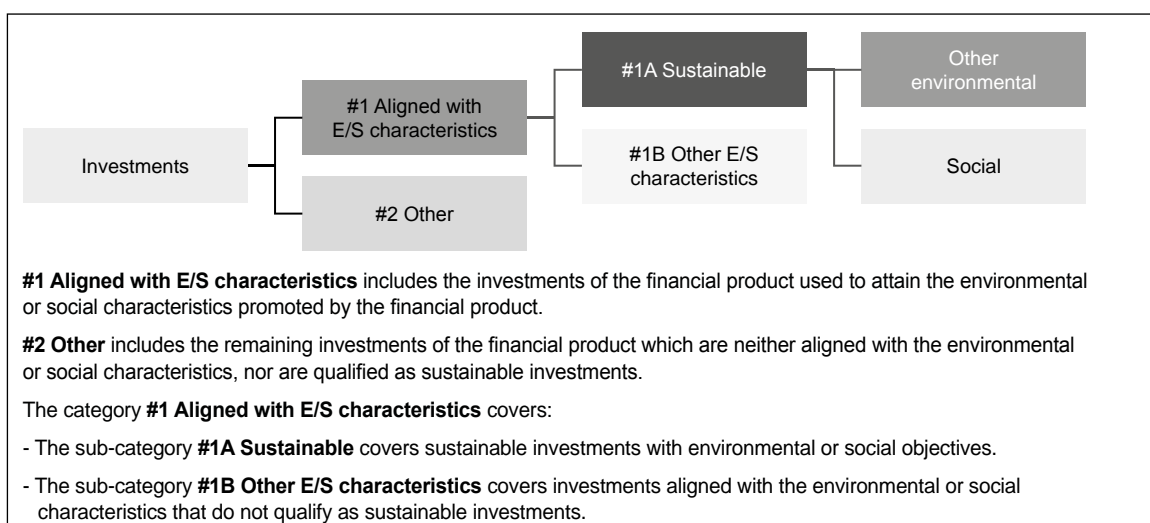 #1A Sustainable
Other
environmental
#1 Aligned with
E/S characteristics
Investments
#1B Other E/S
characteristics
Social
#2 Other
#1 Aligned with E/S characteristics includes the investments of the financial product used to attain the environmental
or social characteristics promoted by the financial product.
#2 Other includes the remaining investments of the financial product which are neither aligned with the environmental
or social characteristics, nor are qualified as sustainable investments.
The category #1 Aligned with E/S characteristics covers:
- The sub-category #1A Sustainable covers sustainable investments with environmental or social objectives.
- The sub-category #1B Other E/S characteristics covers investments aligned with the environmental or social
characteristics that do not qualify as sustainable investments.